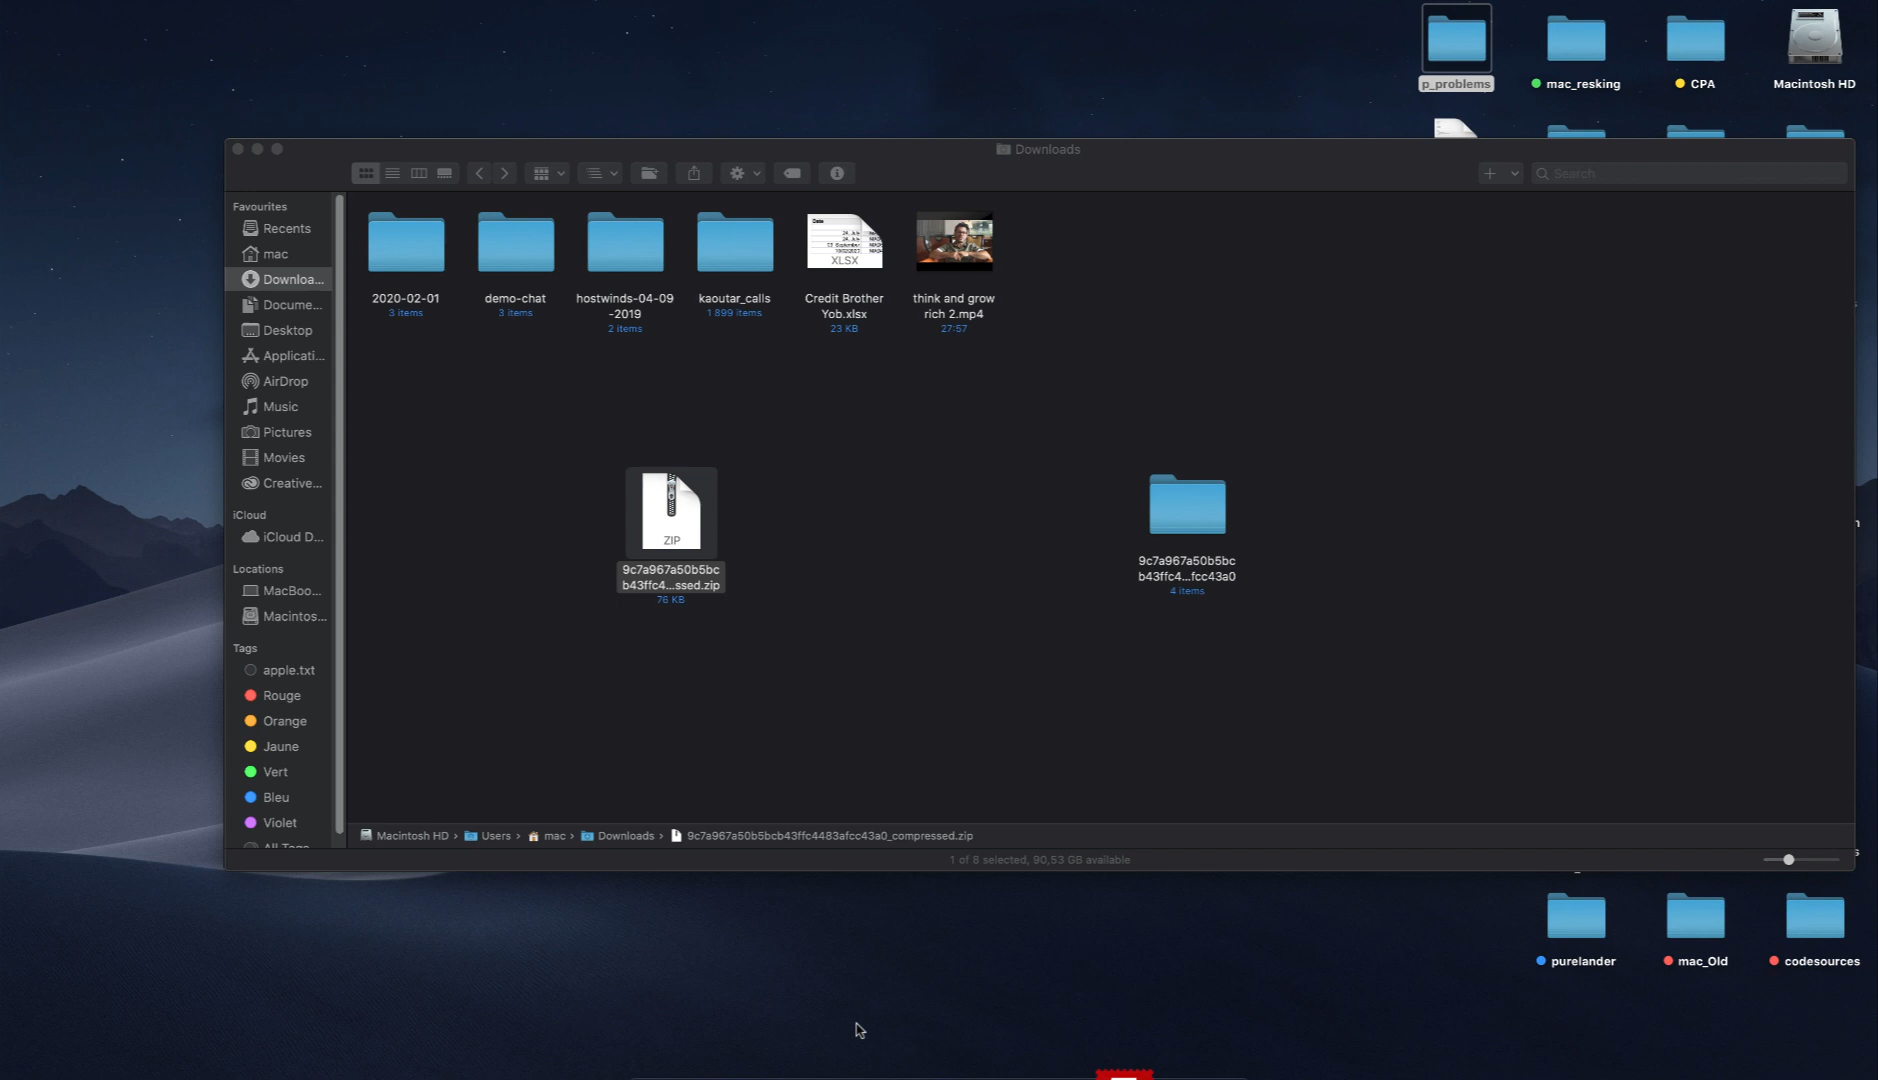 p_problems
mac_resking
CPA
Macintosh HD
Downloads
Search
Favourites
Recents
mac
Downloa...
Docume...
Desktop
Applicati...
AirDrop
Music
Pictures
Movies
Creative...
iCloud
iCloud D...
Locations
MacBoo...
Macintos...
Tags
apple.txt
Rouge
Orange
Jaune
Vert
Bleu
Violet
All Tags
2020-02-01
3 items
demo-chat
3 items
hostwinds-04-09
-2019
2 items
kaoutar_calls
1 899 items
Date
XLSX
Credit Brother
Yob.xlsx
23 KB
think and grow
rich 2.mp4
27:57
ZIP
9c7a967a50b5bc
b43ffc4...ssed.zip
76 KB
9c7a967a50b5bc
b43ffc4...fcc43a0
4 items
Macintosh HD › Users › mac › Downloads › 9c7a967a50b5bcb43ffc4483afcc43a0_compressed.zip
1 of 8 selected, 90,53 GB available
purelander
mac_Old
codesources